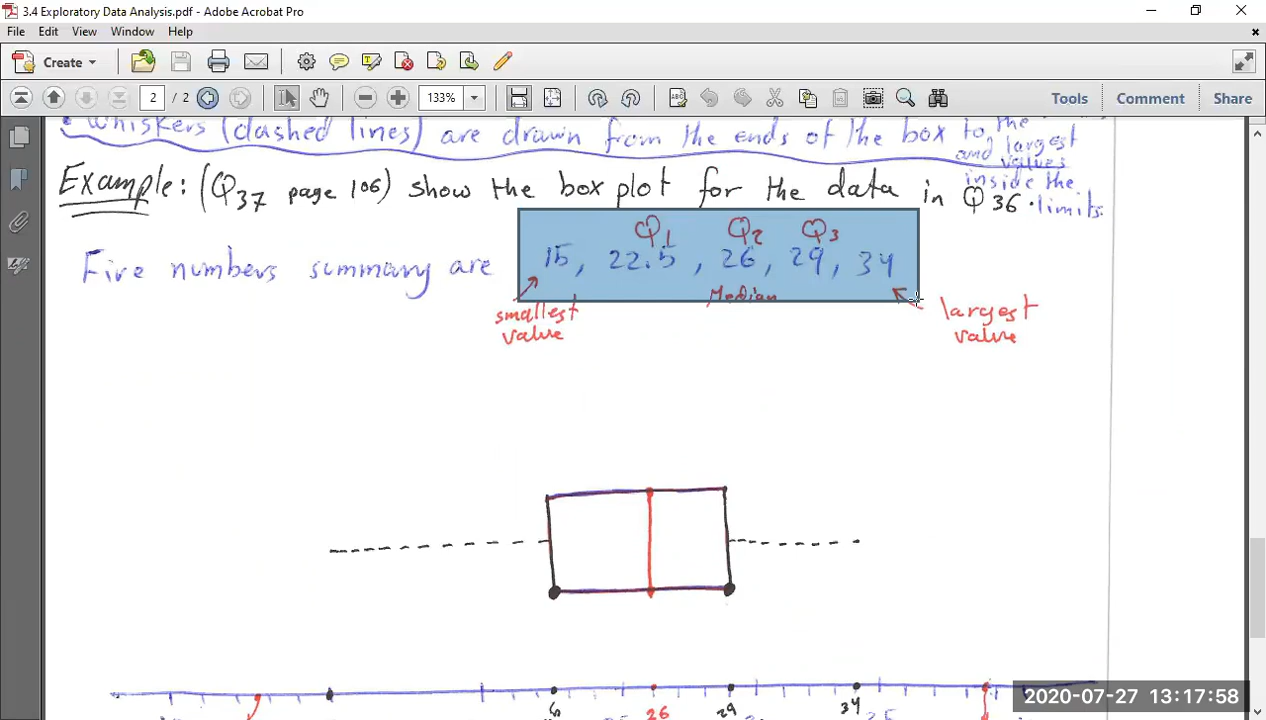 3.4 Exploratory Data Analysis.pdf - Adobe Acrobat Pro
File Edit View Window Help
Create
2 / 2 133% Tools Comment Share
• Whiskers (dashed lines) are drawn from the ends of the box to the
and largest
values
inside the
limits.
Example: (Q37 page 106) show the box plot for the data in Q 36.
Q1 Q2 Q3
Five numbers summary are 15, 22.5, 26, 29, 34
Median
smallest
value
largest
value
26 29 34
2020-07-27 13:17:58